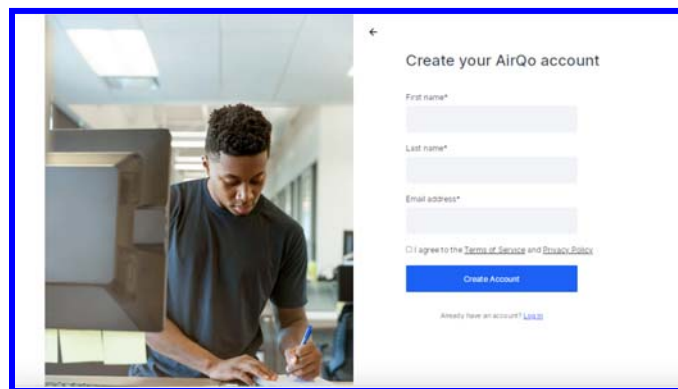 ←
Create your AirQo account
First name*
Last name*
Email address*
I agree to the Terms of Service and Privacy Policy
Create Account
Already have an account? Log in